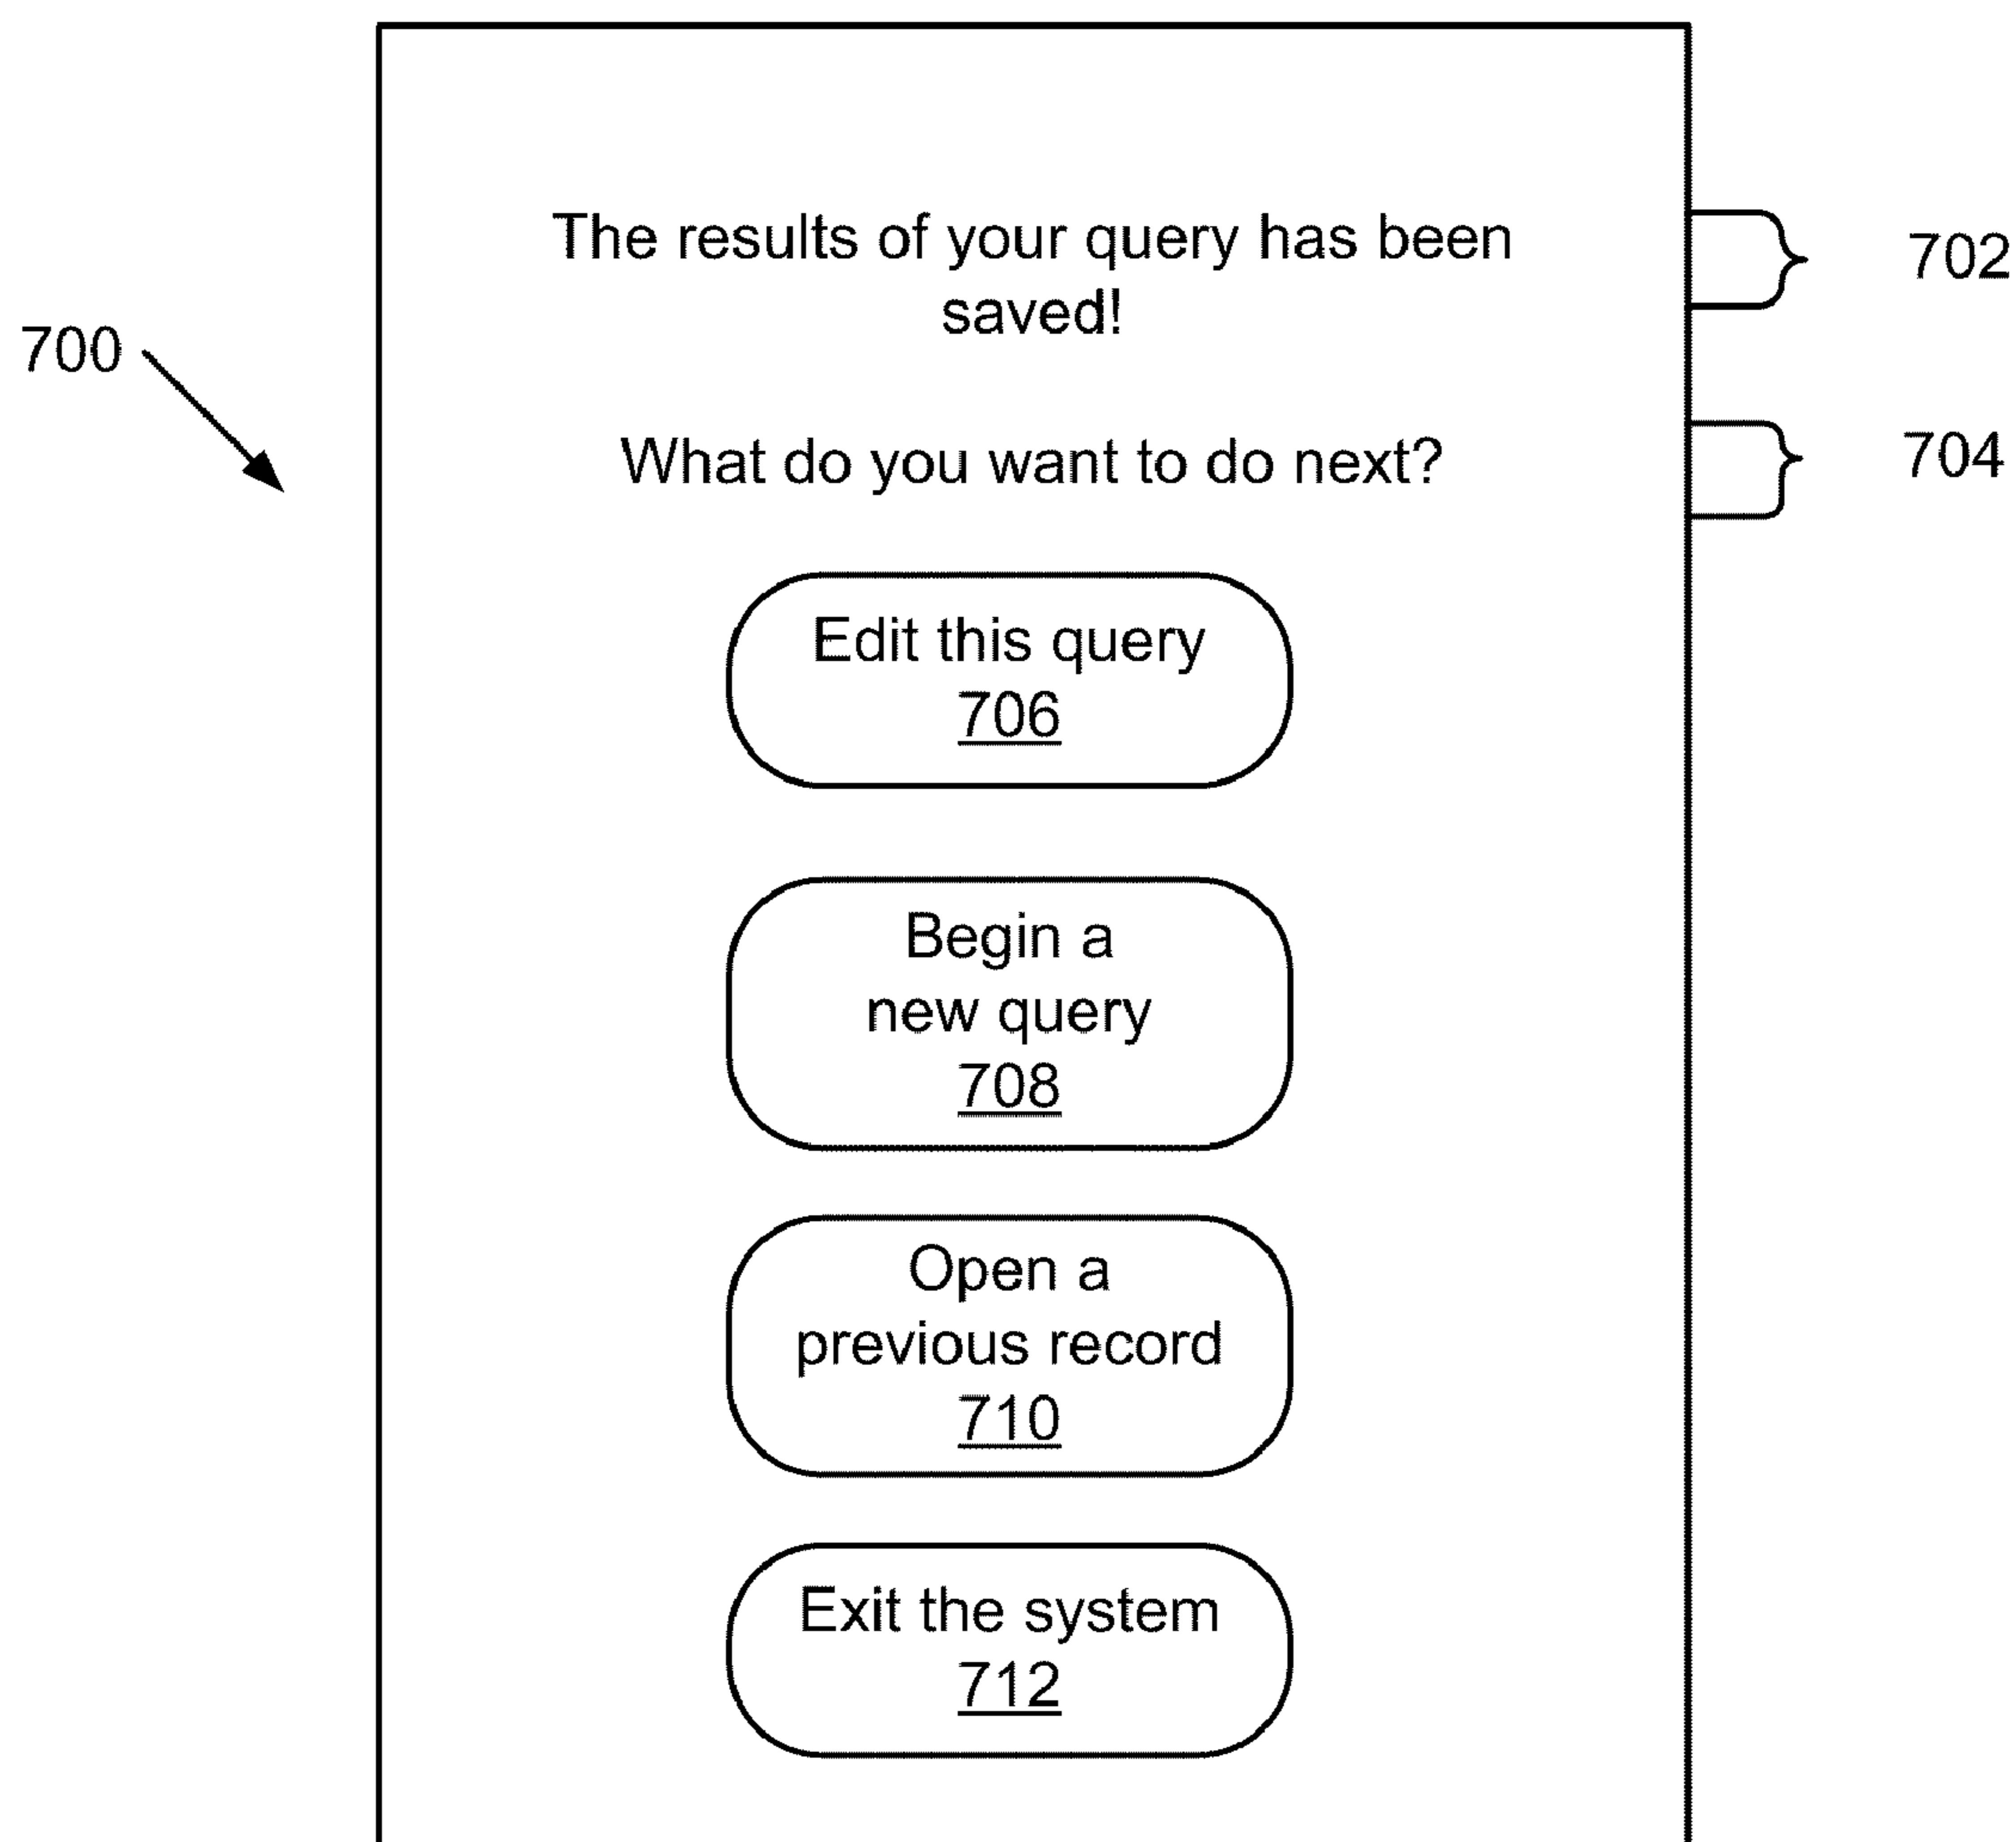 The results of your query has been
saved!
702
700
What do you want to do next?
704
Edit this query
706
Begin a
new query
708
Open a
previous record
710
Exit the system
712